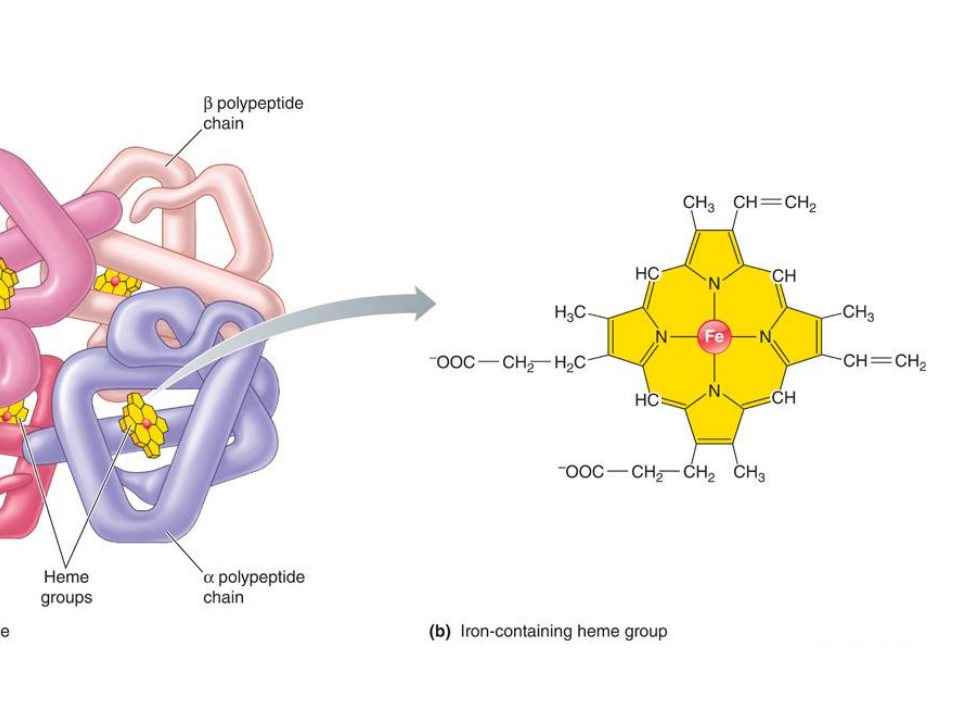 β polypeptide
chain
CH3 CH=CH2
HC CH
N
H3C CH3
N Fe N
⁻OOC—CH2—H2C CH=CH2
N
HC CH
⁻OOC—CH2—CH2 CH3
Heme
groups
α polypeptide
chain
e
(b) Iron-containing heme group